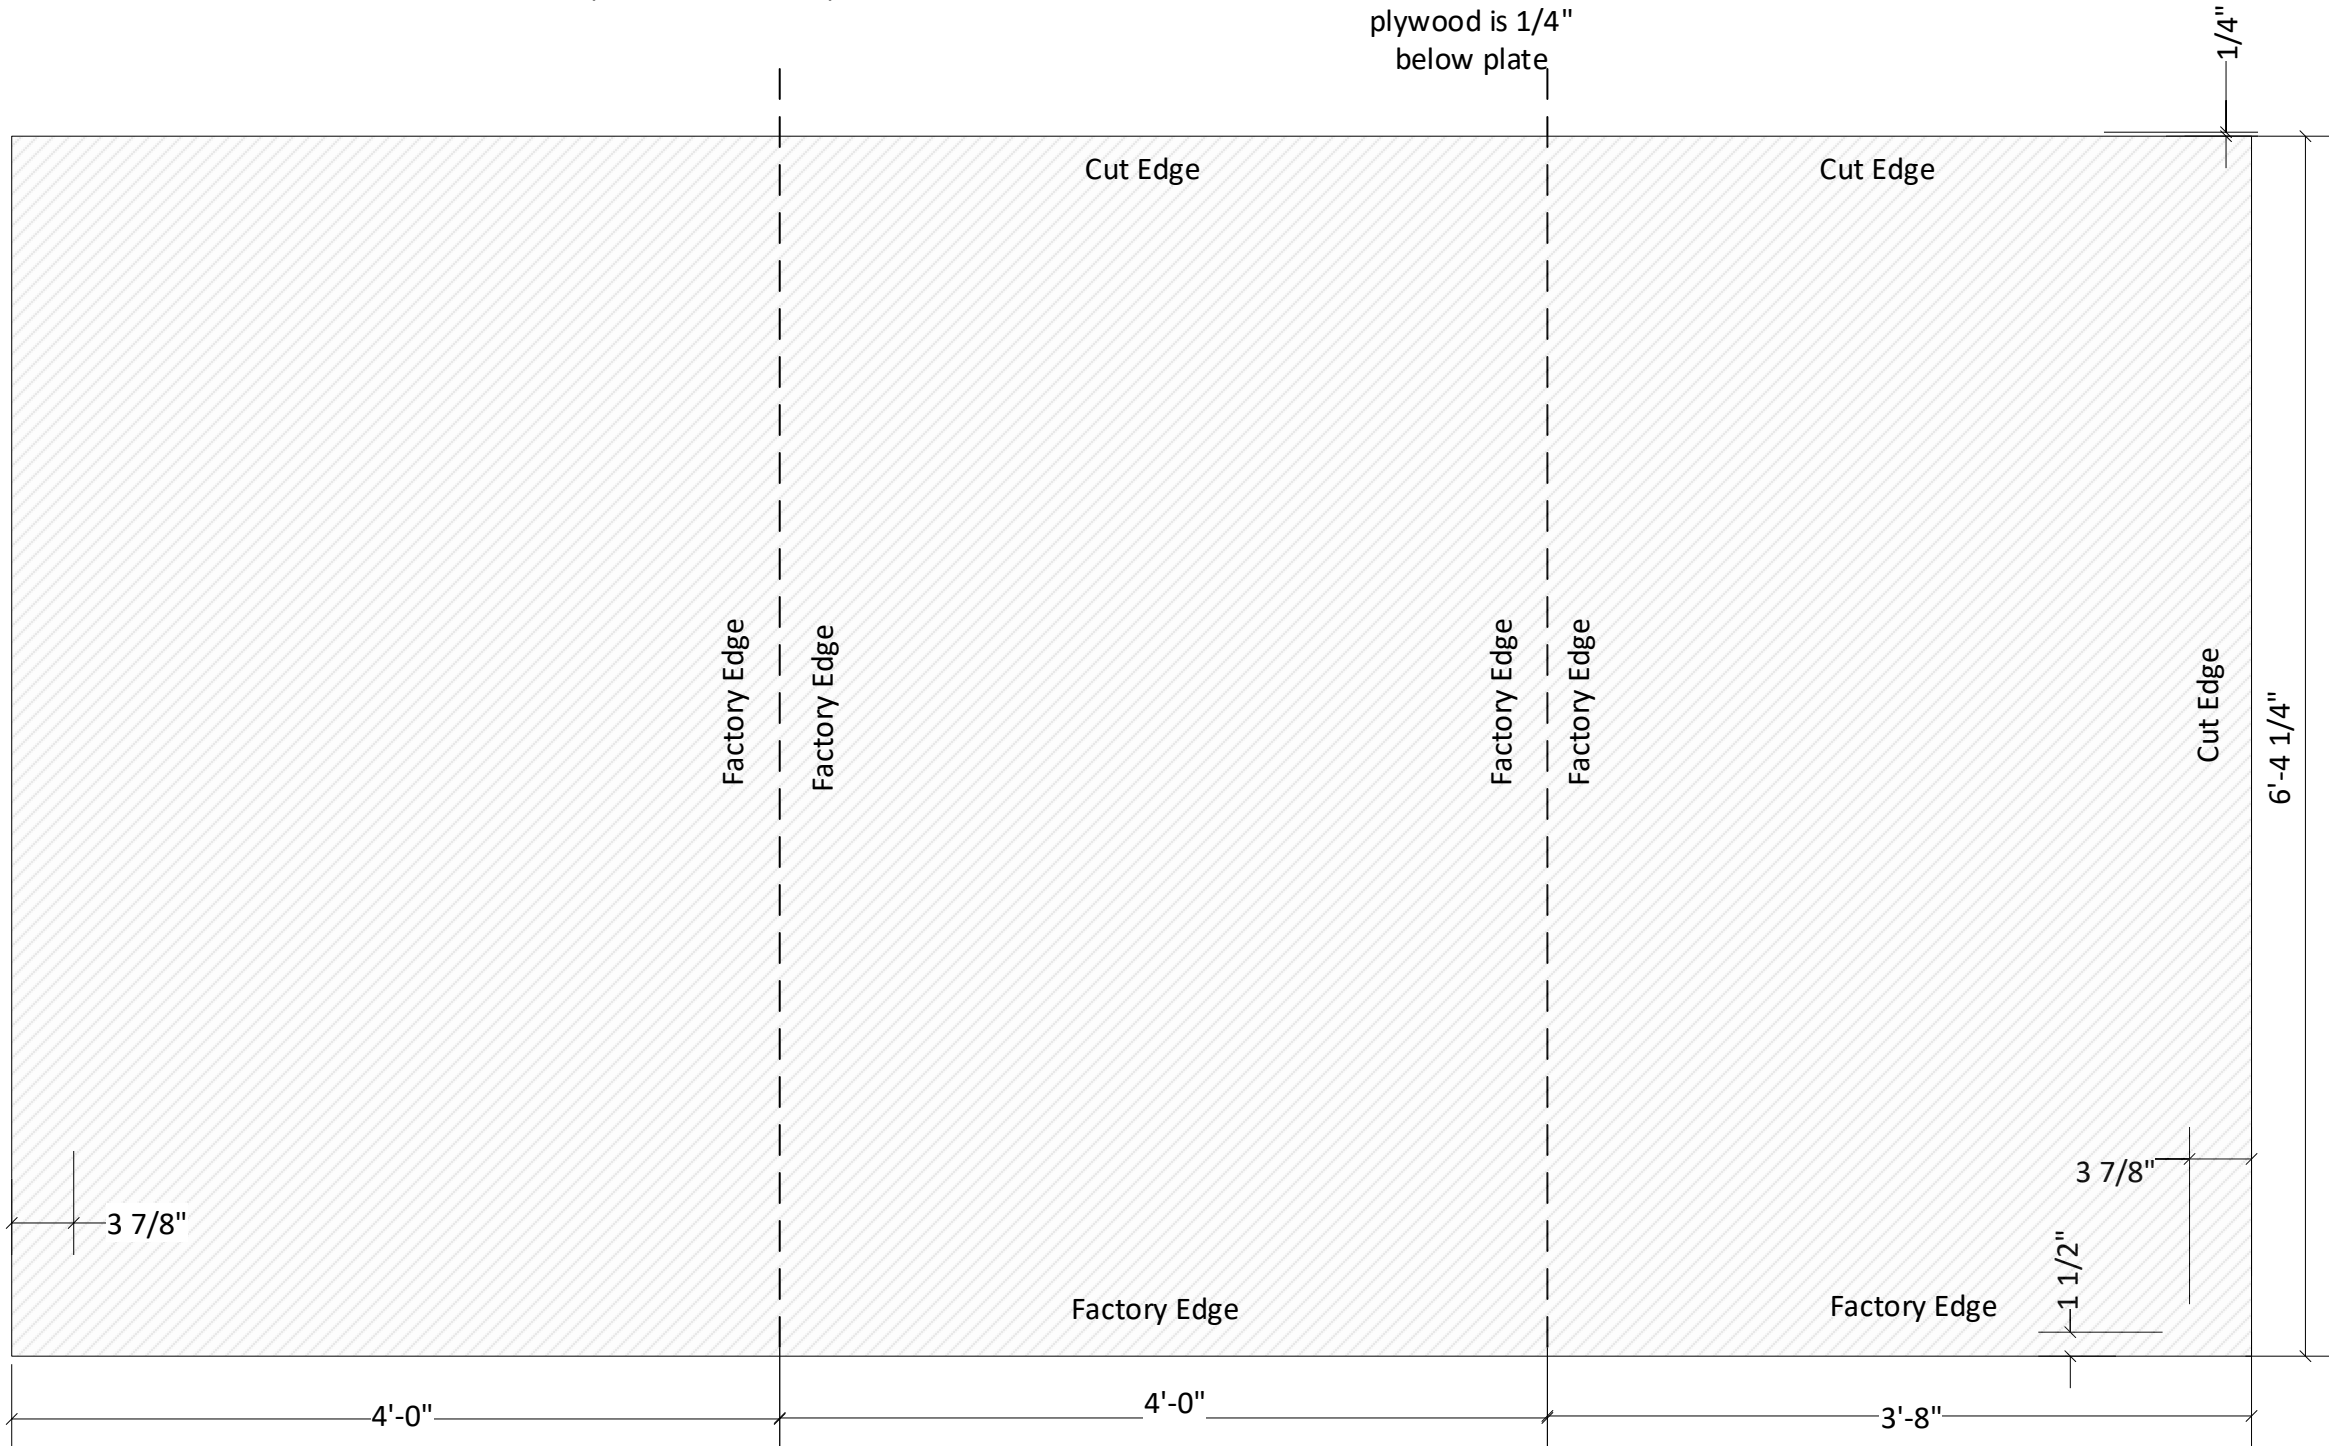 plywood is 1/4"
below plate
1/4"
Cut Edge
Cut Edge
Factory Edge
Factory Edge
Factory Edge
Factory Edge
Cut Edge
6'-4 1/4"
3 7/8"
3 7/8"
1 1/2"
Factory Edge
Factory Edge
4'-0"
4'-0"
3'-8"